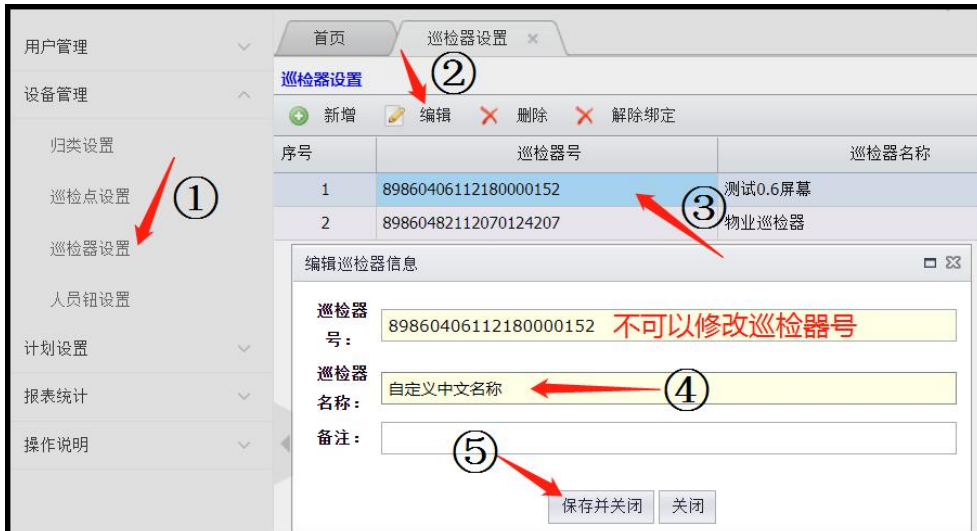 用户管理
设备管理
归类设置
巡检点设置
①
巡检器设置
人员钮设置
计划设置
报表统计
操作说明
首页 巡检器设置 ×
②
巡检器设置
新增 编辑 删除 解除绑定
序号 巡检器号 巡检器名称
1 89860406112180000152 测试0.6屏幕
③
2 89860482112070124207 物业巡检器
编辑巡检器信息
巡检器号： 89860406112180000152 不可以修改巡检器号
巡检器名称： 自定义中文名称 ④
备注：
⑤
保存并关闭 关闭